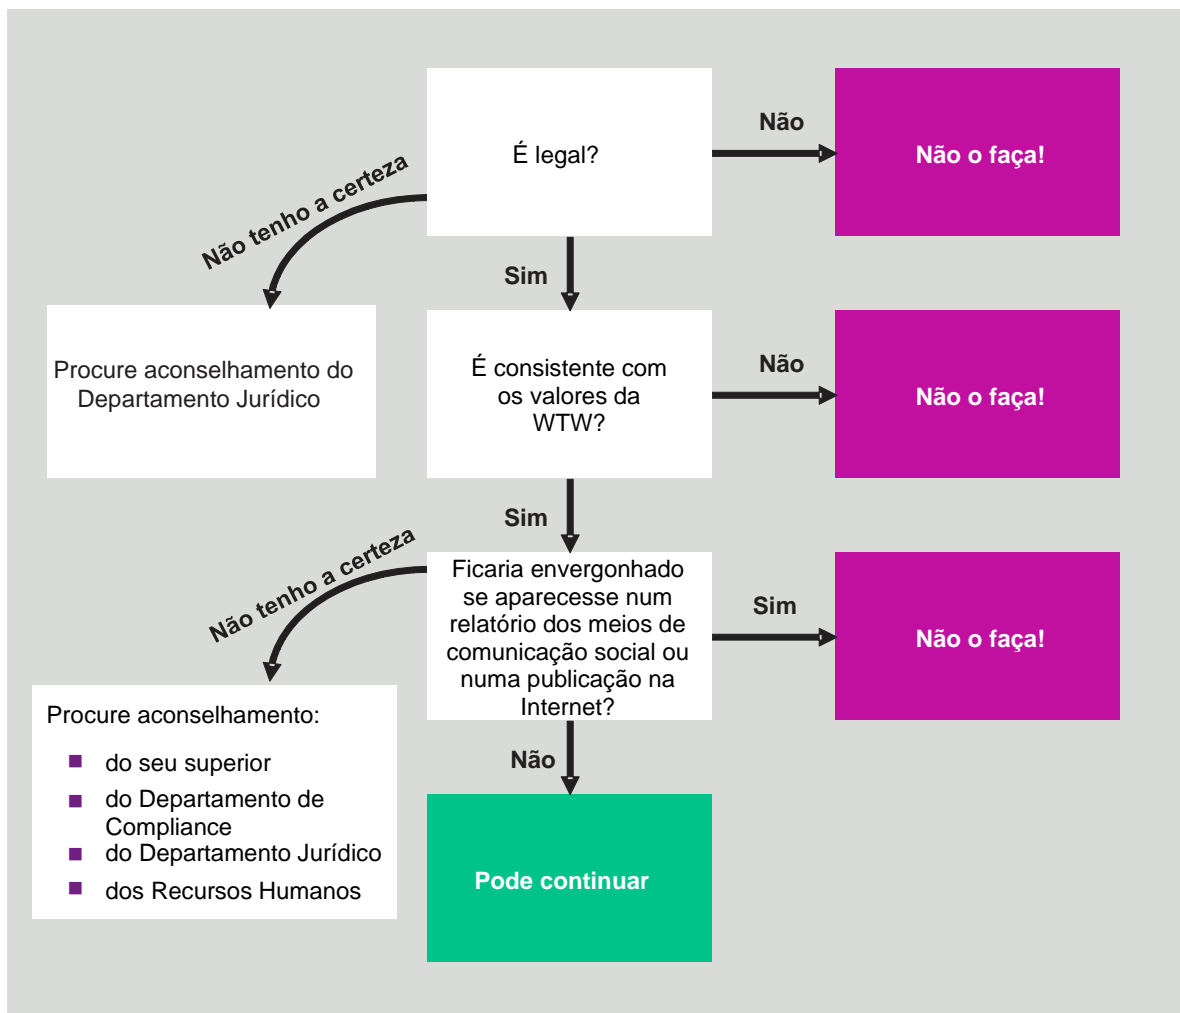 É legal?
Não
Não o faça!
Não tenho a certeza
Sim
Procure aconselhamento do
Departamento Jurídico
É consistente com
os valores da
WTW?
Não
Não o faça!
Sim
Não tenho a certeza
Ficaria envergonhado
se aparecesse num
relatório dos meios de
comunicação social ou
numa publicação na
Internet?
Sim
Não o faça!
Procure aconselhamento:
do seu superior
do Departamento de
Compliance
do Departamento Jurídico
dos Recursos Humanos
Não
Pode continuar